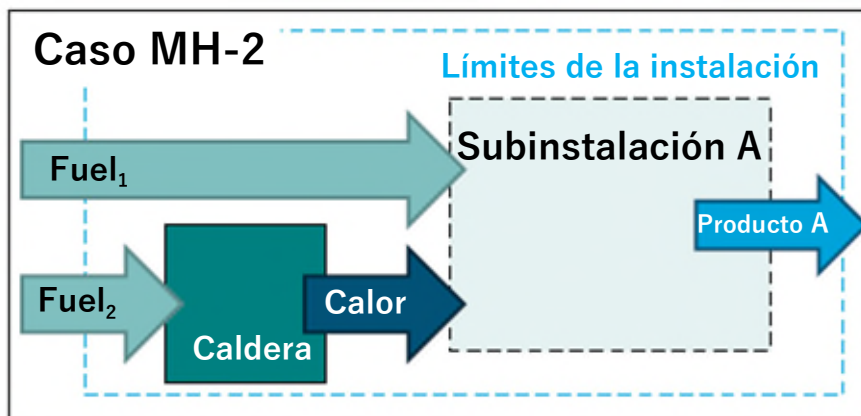 Caso MH-2
Límites de la instalación
Subinstalación A
Fuel₁
Producto A
Fuel₂
Calor
Caldera